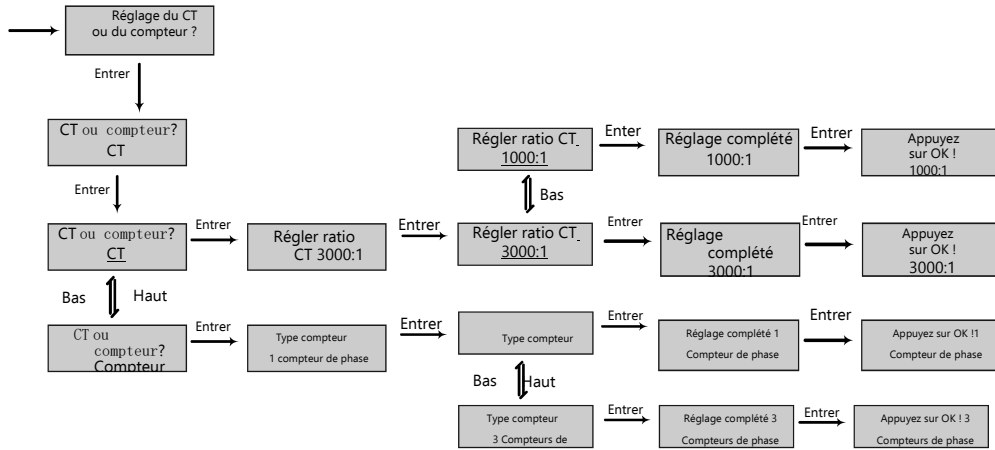 Réglage du CT
ou du compteur ?
Entrer
CT ou compteur?
CT
Entrer
CT ou compteur?
CT
Entrer
Régler ratio
CT 3000:1
Entrer
Régler ratio CT
1000:1
Enter
Réglage complété
1000:1
Entrer
Appuyez
sur OK !
1000:1
Bas
Régler ratio CT
3000:1
Entrer
Réglage
complété
3000:1
Entrer
Appuyez
sur OK !
3000:1
Bas
Haut
CT ou
compteur?
Compteur
Entrer
Type compteur
1 compteur de phase
Entrer
Type compteur
Entrer
Réglage complété 1
Compteur de phase
Entrer
Appuyez sur OK !1
Compteur de phase
Bas
Haut
Type compteur
3 Compteurs de
Entrer
Réglage complété 3
Compteurs de phase
Entrer
Appuyez sur OK ! 3
Compteurs de phase